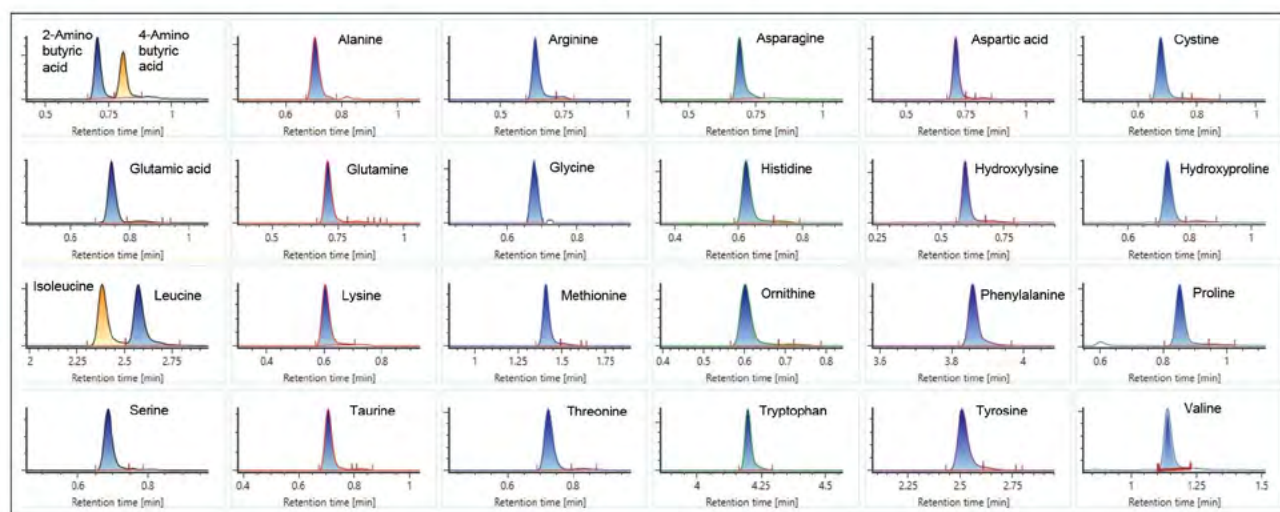 2-Amino butyric acid
4-Amino butyric acid
0.5 0.75 1
Retention time [min]
Alanine
0.5 0.75 1
Retention time [min]
Arginine
0.5 0.75 1
Retention time [min]
Asparagine
0.5 0.75 1
Retention time [min]
Aspartic acid
0.5 0.75 1
Retention time [min]
Cystine
0.6 0.8 1
Retention time [min]
Glutamic acid
0.6 0.8 1
Retention time [min]
Glutamine
0.5 0.75 1
Retention time [min]
Glycine
0.6 0.8
Retention time [min]
Histidine
0.4 0.6 0.8
Retention time [min]
Hydroxylysine
0.25 0.5 0.75
Retention time [min]
Hydroxyproline
0.6 0.8 1
Retention time [min]
Isoleucine
Leucine
2 2.25 2.5 2.75
Retention time [min]
Lysine
0.4 0.6 0.8
Retention time [min]
Methionine
1 1.25 1.5 1.75
Retention time [min]
Ornithine
0.4 0.5 0.6 0.7 0.8
Retention time [min]
Phenylalanine
3.6 3.8 4
Retention time [min]
Proline
0.6 0.8 1
Retention time [min]
Serine
0.6 0.8
Retention time [min]
Taurine
0.4 0.6 0.8 1
Retention time [min]
Threonine
0.6 0.8 1
Retention time [min]
Tryptophan
4 4.25 4.5
Retention time [min]
Tyrosine
2.25 2.5 2.75
Retention time [min]
Valine
1 1.25 1.5
Retention time [min]